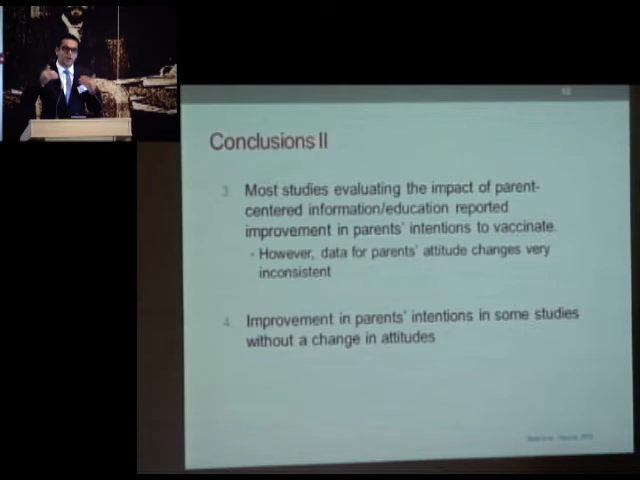 Conclusions II
3. Most studies evaluating the impact of parent-
centered information/education reported
improvement in parents' intentions to vaccinate.
- However, data for parents' attitude changes very
inconsistent
4. Improvement in parents' intentions in some studies
without a change in attitudes